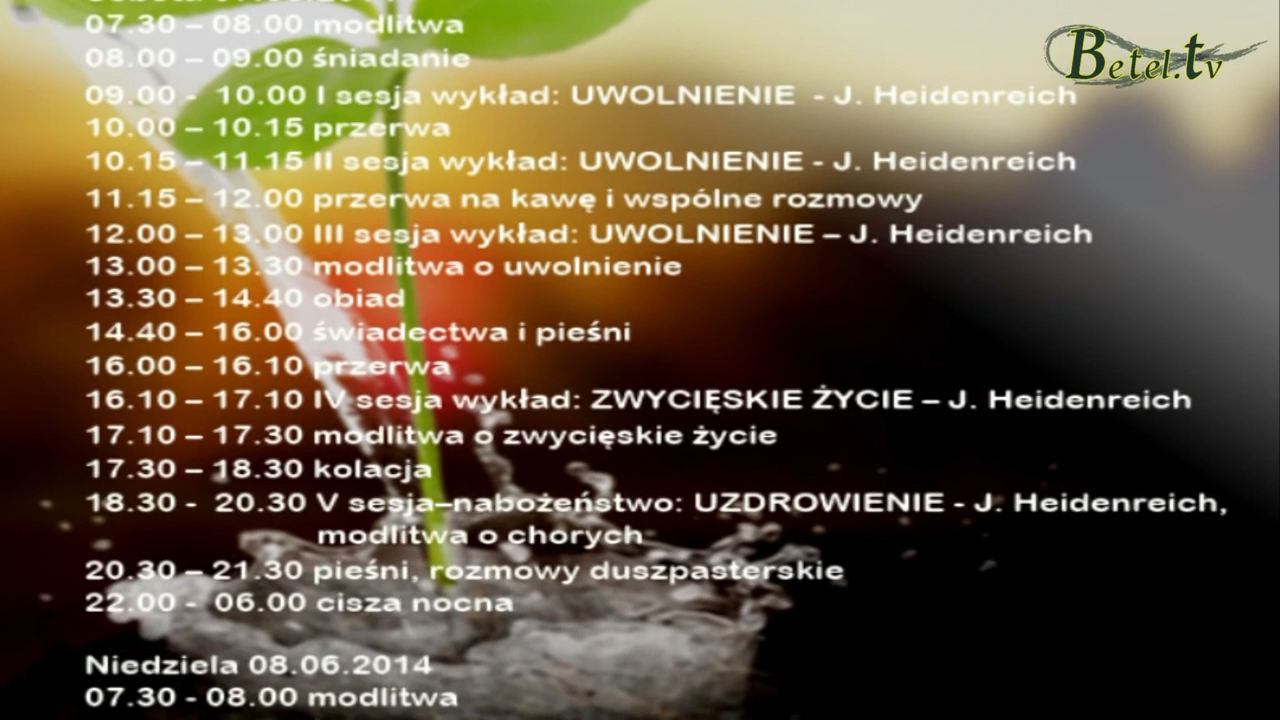 07.30 – 08.00 modlitwa
08.00 – 09.00 śniadanie
09.00 - 10.00 I sesja wykład: UWOLNIENIE - J. Heidenreich
10.00 – 10.15 przerwa
10.15 – 11.15 II sesja wykład: UWOLNIENIE - J. Heidenreich
11.15 – 12.00 przerwa na kawę i wspólne rozmowy
12.00 – 13.00 III sesja wykład: UWOLNIENIE – J. Heidenreich
13.00 – 13.30 modlitwa o uwolnienie
13.30 – 14.40 obiad
14.40 – 16.00 świadectwa i pieśni
16.00 – 16.10 przerwa
16.10 – 17.10 IV sesja wykład: ZWYCIĘSKIE ŻYCIE – J. Heidenreich
17.10 – 17.30 modlitwa o zwycięskie życie
17.30 – 18.30 kolacja
18.30 - 20.30 V sesja–nabożeństwo: UZDROWIENIE - J. Heidenreich,
modlitwa o chorych
20.30 – 21.30 pieśni, rozmowy duszpasterskie
22.00 - 06.00 cisza nocna
Niedziela 08.06.2014
07.30 - 08.00 modlitwa
Betel.tv